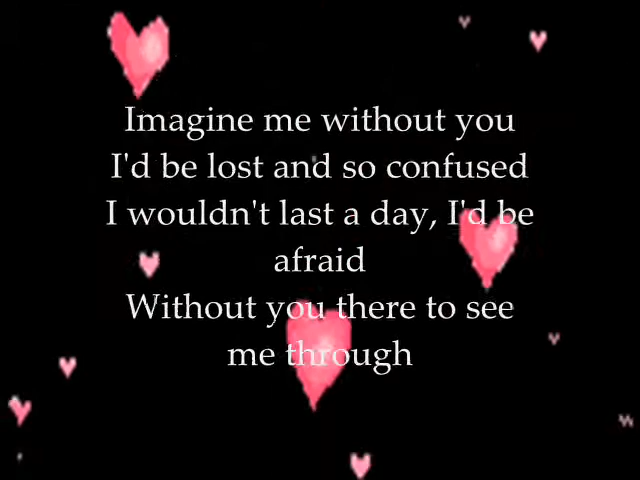 Imagine me without you
I'd be lost and so confused
I wouldn't last a day, I'd be
afraid
Without you there to see
me through